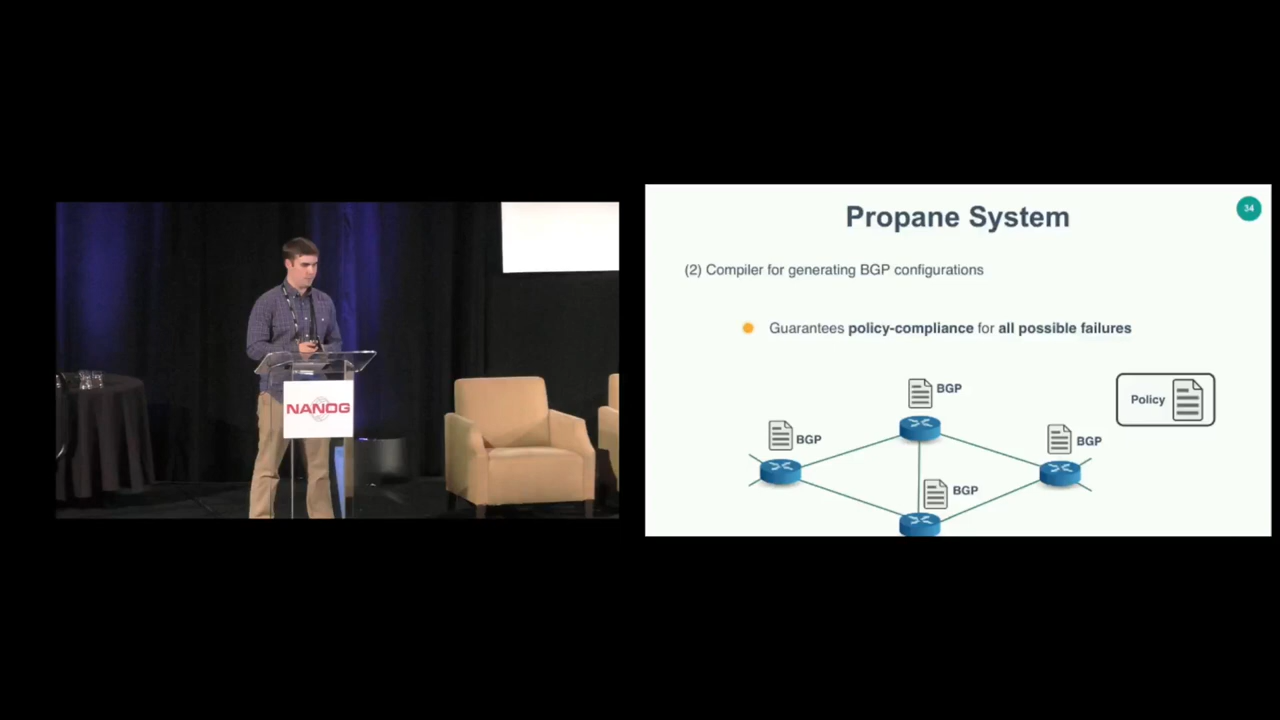 NANOG
Propane System
34
(2) Compiler for generating BGP configurations
Guarantees policy-compliance for all possible failures
BGP
Policy
BGP
BGP
BGP